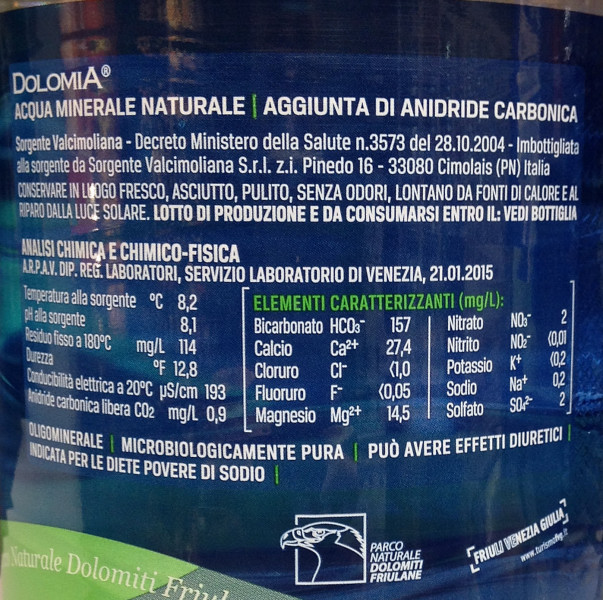 DOLOMIA®
ACQUA MINERALE NATURALE | AGGIUNTA DI ANIDRIDE CARBONICA
Sorgente Valcimoliana - Decreto Ministero della Salute n.3573 del 28.10.2004 - Imbottigliata
alla sorgente da Sorgente Valcimoliana S.r.l. z.i. Pinedo 16 - 33080 Cimolais (PN) Italia
CONSERVARE IN LUOGO FRESCO, ASCIUTTO, PULITO, SENZA ODORI, LONTANO DA FONTI DI CALORE E AL
RIPARO DALLA LUCE SOLARE. LOTTO DI PRODUZIONE E DA CONSUMARSI ENTRO IL: VEDI BOTTIGLIA
ANALISI CHIMICA E CHIMICO-FISICA
A.R.P.A.V. DIP. REG. LABORATORI, SERVIZIO LABORATORIO DI VENEZIA, 21.01.2015
Temperatura alla sorgente °C 8,2
pH alla sorgente 8,1
Residuo fisso a 180°C mg/L 114
Durezza °F 12,8
Conducibilità elettrica a 20°C µS/cm 193
Anidride carbonica libera CO2 mg/L 0,9
ELEMENTI CARATTERIZZANTI (mg/L):
Bicarbonato HCO₃⁻ 157
Calcio Ca²⁺ 27,4
Cloruro Cl⁻ <1,0
Fluoruro F⁻ <0,05
Magnesio Mg²⁺ 14,5
Nitrato NO₃⁻ 2
Nitrito NO₂⁻ <0,01
Potassio K⁺ <0,2
Sodio Na⁺ 0,2
Solfato SO₄²⁻ 2
OLIGOMINERALE | MICROBIOLOGICAMENTE PURA | PUÒ AVERE EFFETTI DIURETICI |
INDICATA PER LE DIETE POVERE DI SODIO |
PARCO
NATURALE
DOLOMITI
FRIULANE
FRIULI VENEZIA GIULIA
www.turismofvg.it
Naturale Dolomiti